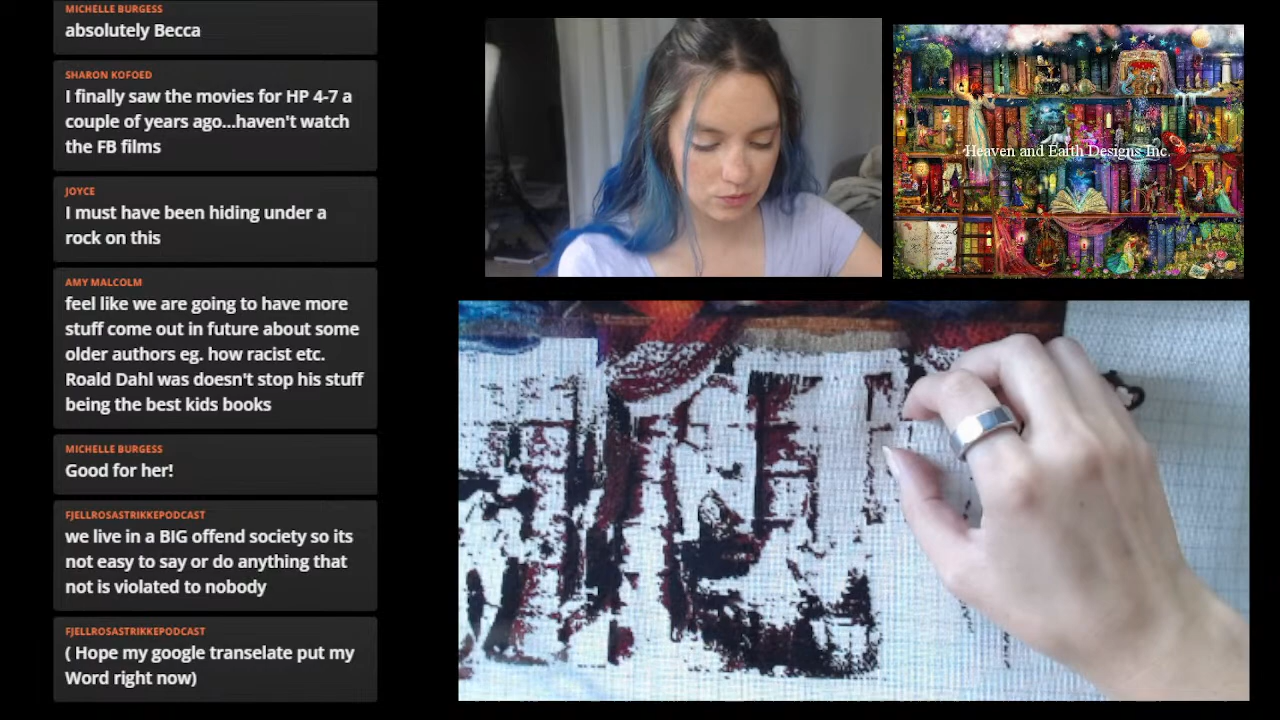 MICHELLE BURGESS
absolutely Becca
SHARON KOFOED
I finally saw the movies for HP 4-7 a
couple of years ago...haven't watch
the FB films
JOYCE
I must have been hiding under a
rock on this
AMY MALCOLM
feel like we are going to have more
stuff come out in future about some
older authors eg. how racist etc.
Roald Dahl was doesn't stop his stuff
being the best kids books
MICHELLE BURGESS
Good for her!
FJELLROSASTRIKKEPODCAST
we live in a BIG offend society so its
not easy to say or do anything that
not is violated to nobody
FJELLROSASTRIKKEPODCAST
( Hope my google transelate put my
Word right now)
Heaven and Earth Designs Inc.